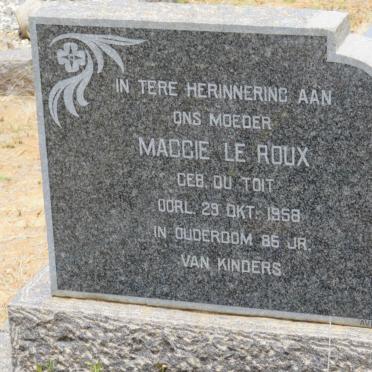 IN TERE HERINNERING AAN
ONS MOEDER
MAGGIE LE ROUX
GEB. DU TOIT
OORL. 29 OKT. 1958
IN OUDERDOM 86 JR.
VAN KINDERS